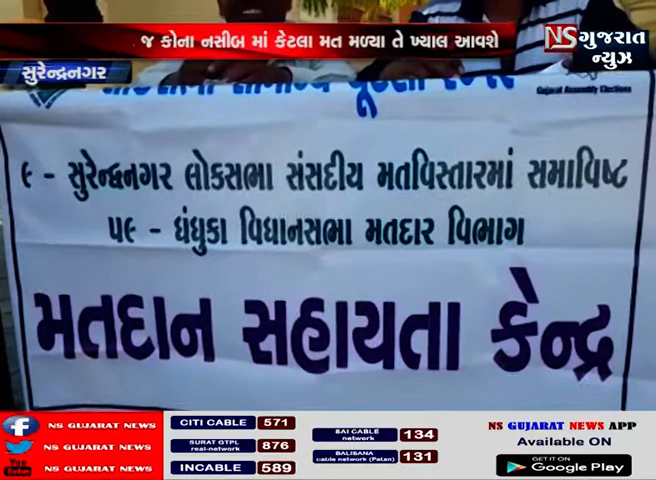 જ કોના નસીબ માં કેટલા મત મળ્યા તે ખ્યાલ આવશે
NS ગુજરાત
ન્યુઝ
સુરેન્દ્રનગર
Gujarat Assembly Elections
૯ - સુરેન્દ્રનગર લોકસભા સંસદીય મતવિસ્તારમાં સમાવિષ્ટ
૫૯ - ધંધુકા વિધાનસભા મતદાર વિભાગ
મતદાન સહાયતા કેન્દ્ર
NS GUJARAT NEWS
NS GUJARAT NEWS
You Tube NS GUJARAT NEWS
CITI CABLE 571
SURAT GTPL real-network 876
INCABLE 589
SAI CABLE network 134
BALISANA cable network (Patan) 131
NS GUJARAT NEWS APP
Available ON
GET IT ON
Google Play